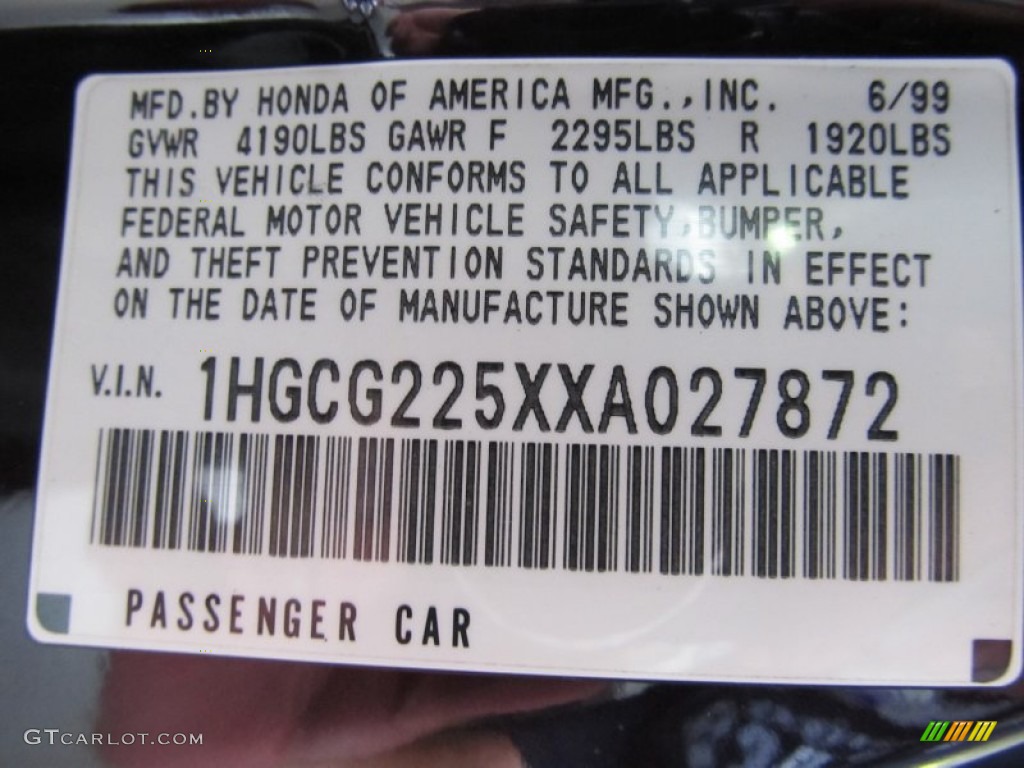 MFD.BY HONDA OF AMERICA MFG.,INC. 6/99
GVWR 4190LBS GAWR F 2295LBS R 1920LBS
THIS VEHICLE CONFORMS TO ALL APPLICABLE
FEDERAL MOTOR VEHICLE SAFETY,BUMPER,
AND THEFT PREVENTION STANDARDS IN EFFECT
ON THE DATE OF MANUFACTURE SHOWN ABOVE:
V.I.N. 1HGCG225XXA027872
PASSENGER CAR
GTCARLOT.COM